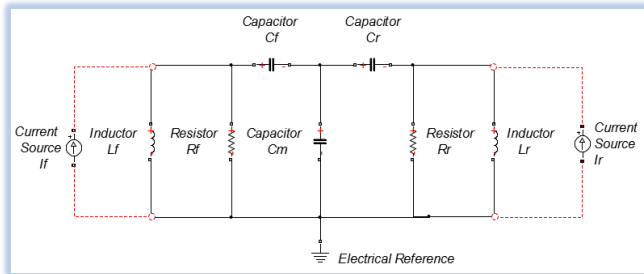 Capacitor
Cf
Capacitor
Cr
Current
Source
If
Inductor
Lf
Resistor
Rf
Capacitor
Cm
Resistor
Rr
Inductor
Lr
Current
Source
Ir
Electrical Reference